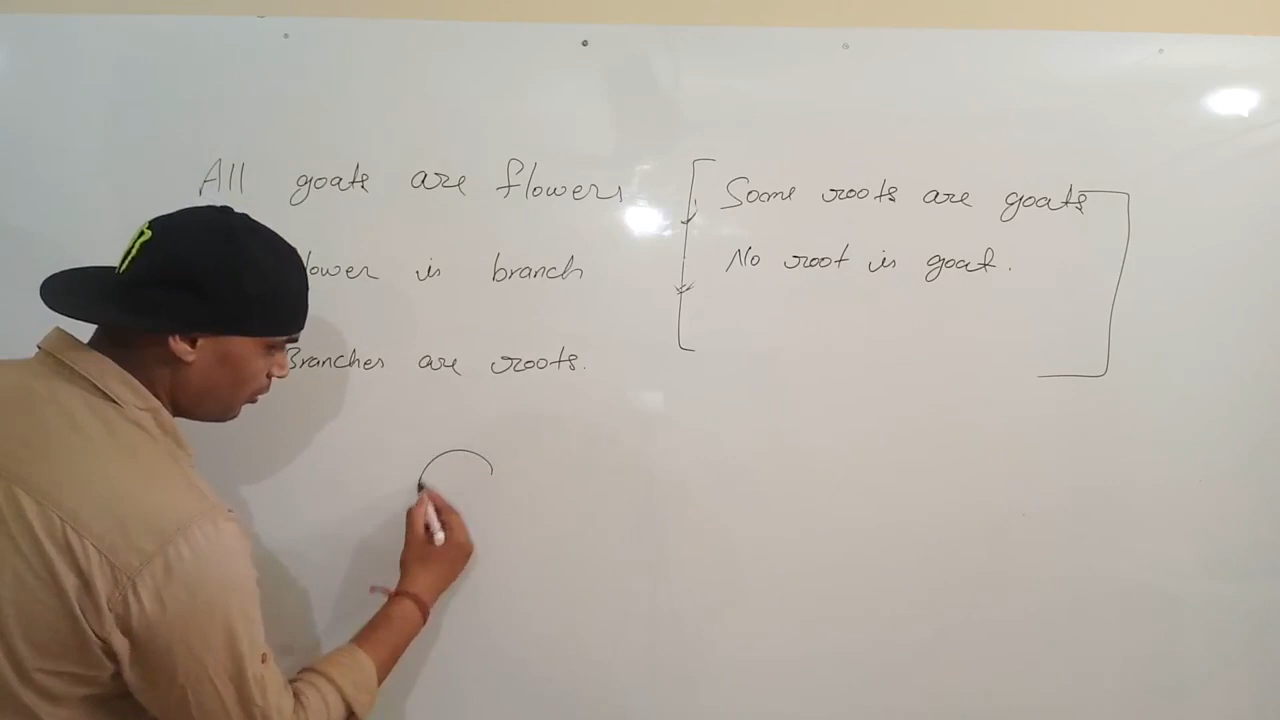 All goats are flowers
lower is branch
Branches are roots.
Some roots are goats
No root is goat.